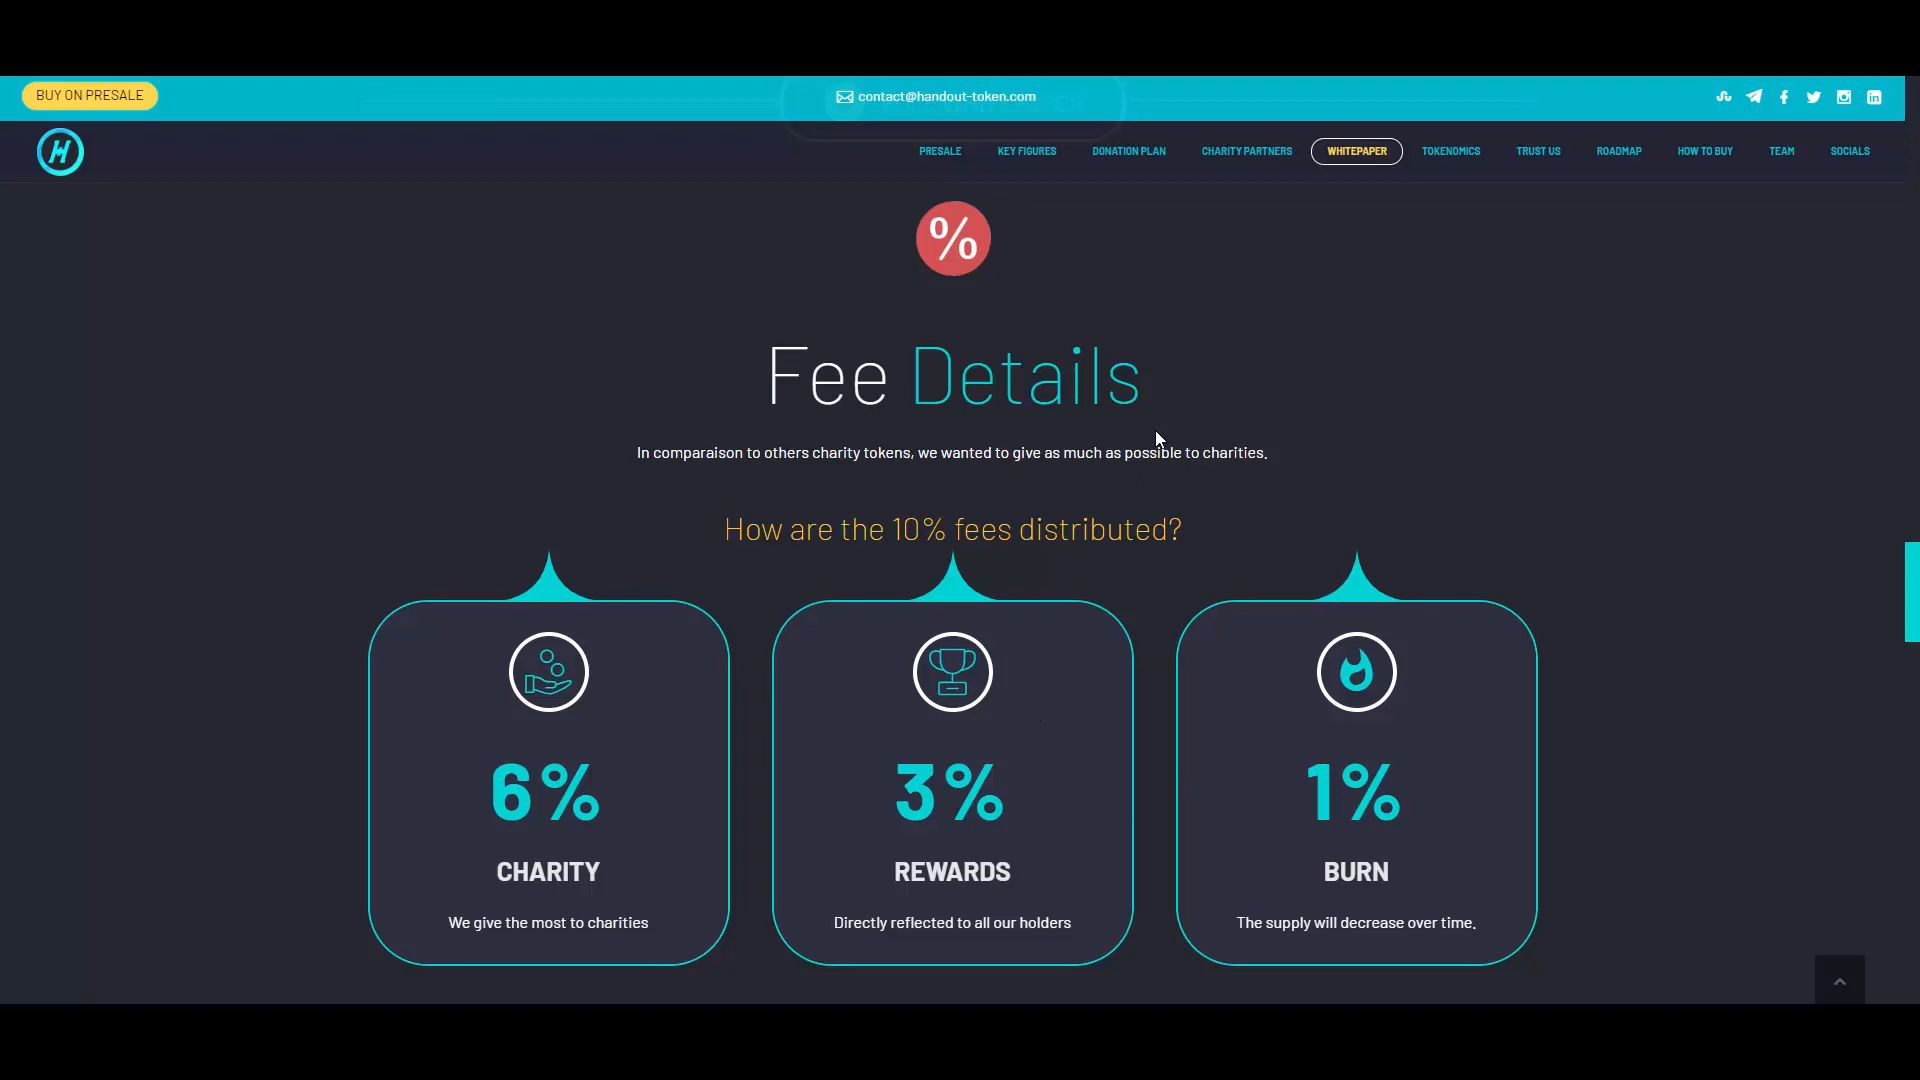 BUY ON PRESALE
contact@handout-token.com
H
PRESALE KEY FIGURES DONATION PLAN CHARITY PARTNERS WHITEPAPER TOKENOMICS TRUST US ROADMAP HOW TO BUY TEAM SOCIALS
%
Fee Details
In comparaison to others charity tokens, we wanted to give as much as possible to charities.
How are the 10% fees distributed?
6%
CHARITY
We give the most to charities
3%
REWARDS
Directly reflected to all our holders
1%
BURN
The supply will decrease over time.